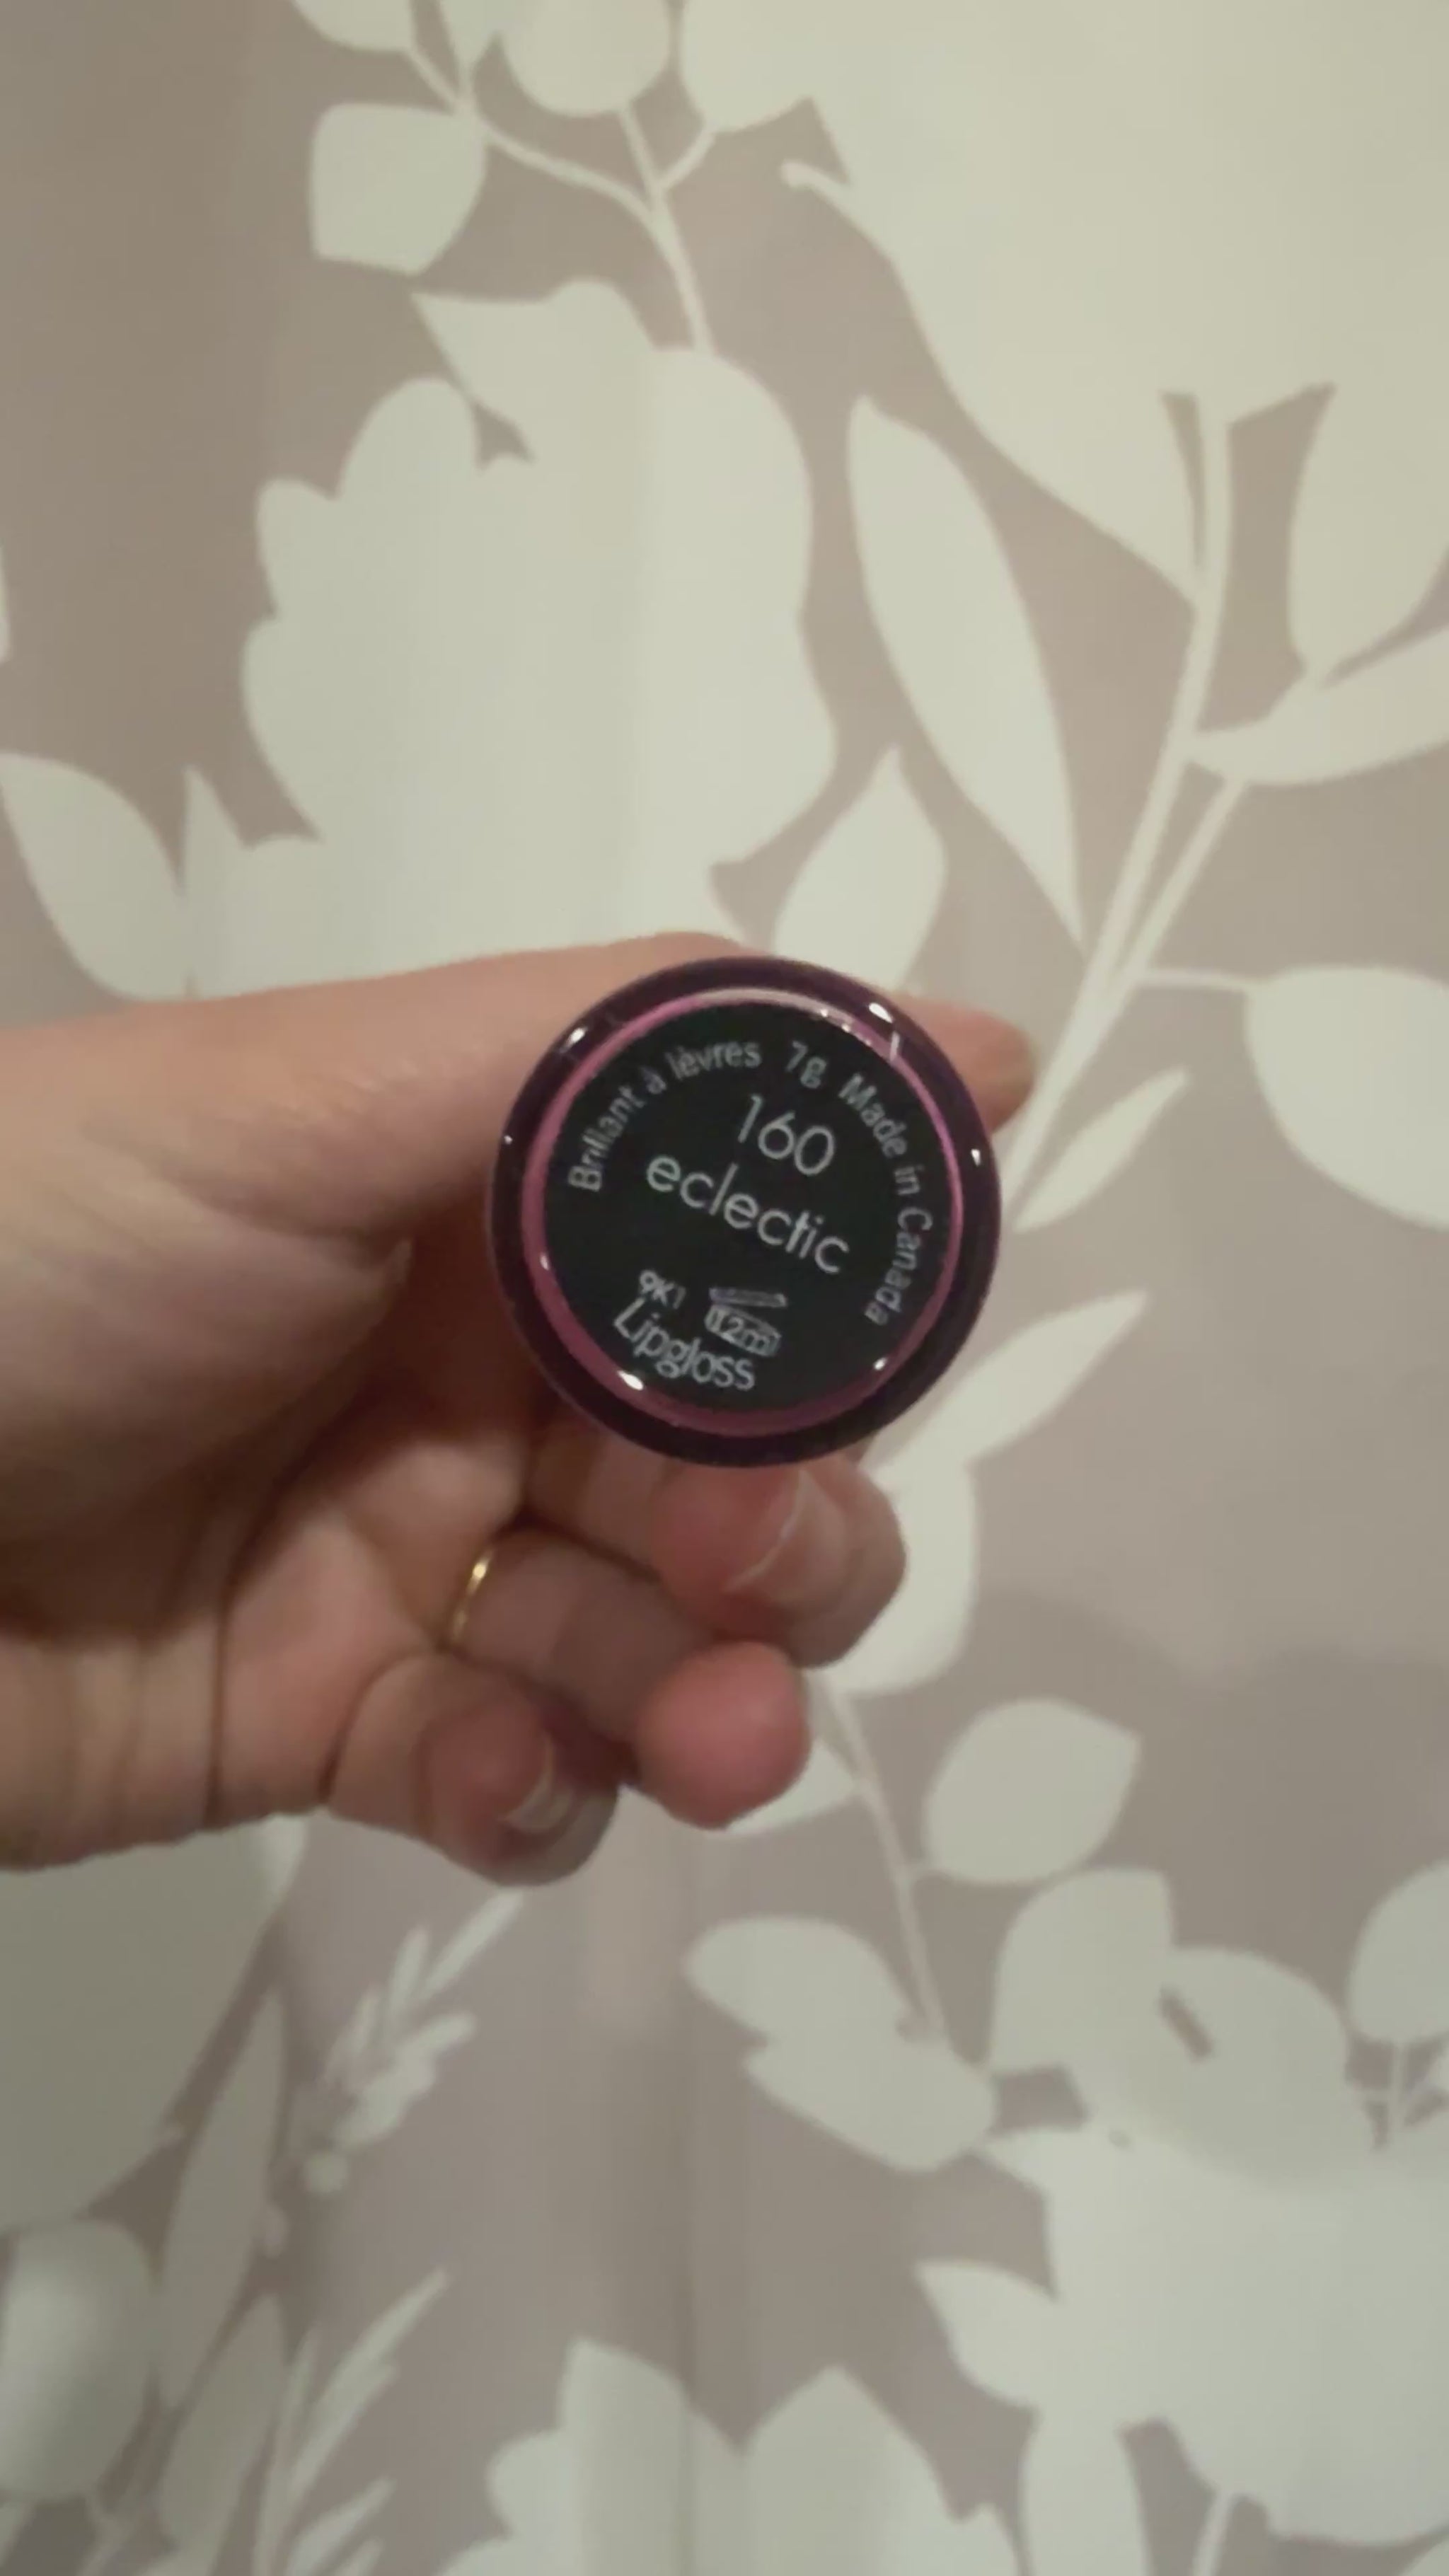 Brillant à lèvres 7g Made in Canada
160
eclectic
9K1 12m
Lipgloss